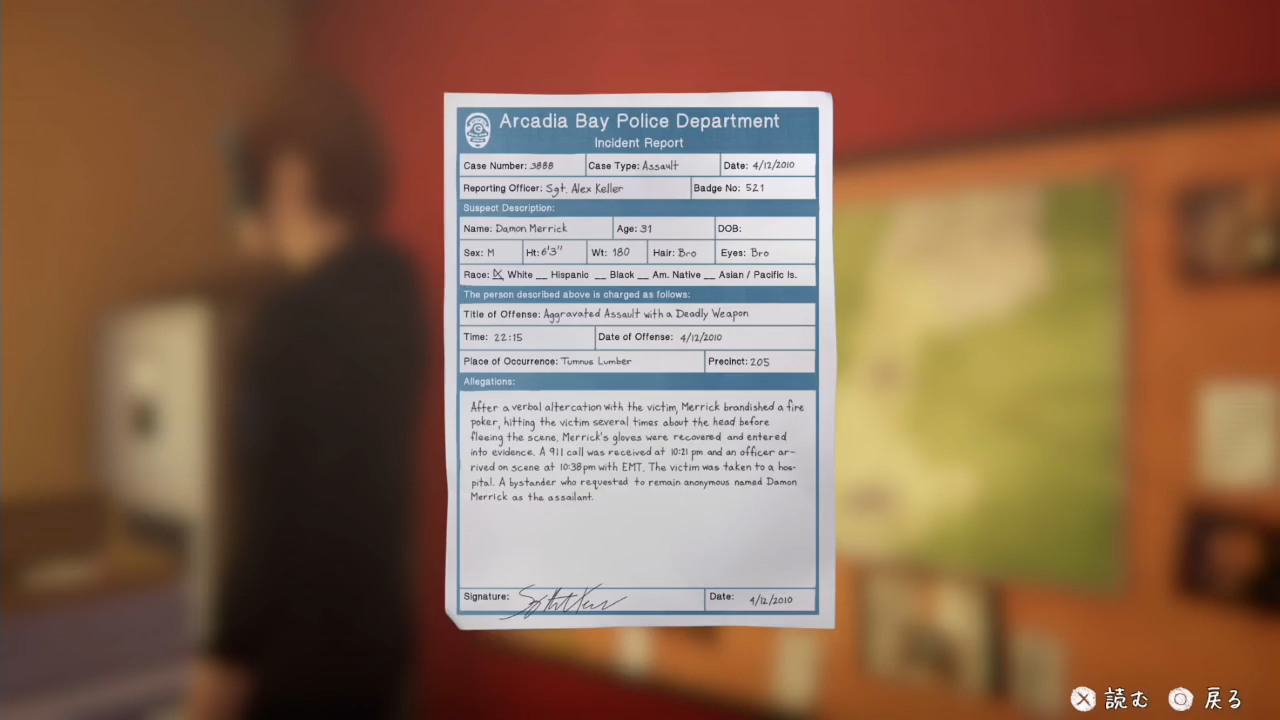 Arcadia Bay Police Department
Incident Report
Case Number: 3888 Case Type: Assault Date: 4/12/2010
Reporting Officer: Sgt. Alex Keller Badge No: 521
Suspect Description:
Name: Damon Merrick Age: 31 DOB:
Sex: M Ht: 6'3" Wt: 180 Hair: Bro Eyes: Bro
Race: X White __ Hispanic __ Black __ Am. Native __ Asian / Pacific Is.
The person described above is charged as follows:
Title of Offense: Aggravated Assault with a Deadly Weapon
Time: 22:15 Date of Offense: 4/12/2010
Place of Occurrence: Tumnus Lumber Precinct: 205
Allegations:
After a verbal altercation with the victim, Merrick brandished a fire
poker, hitting the victim several times about the head before
fleeing the scene. Merrick's gloves were recovered and entered
into evidence. A 911 call was received at 10:21 pm and an officer ar-
rived on scene at 10:38pm with EMT. The victim was taken to a hos-
pital. A bystander who requested to remain anonymous named Damon
Merrick as the assailant.
Signature: Date: 4/12/2010
読む 戻る